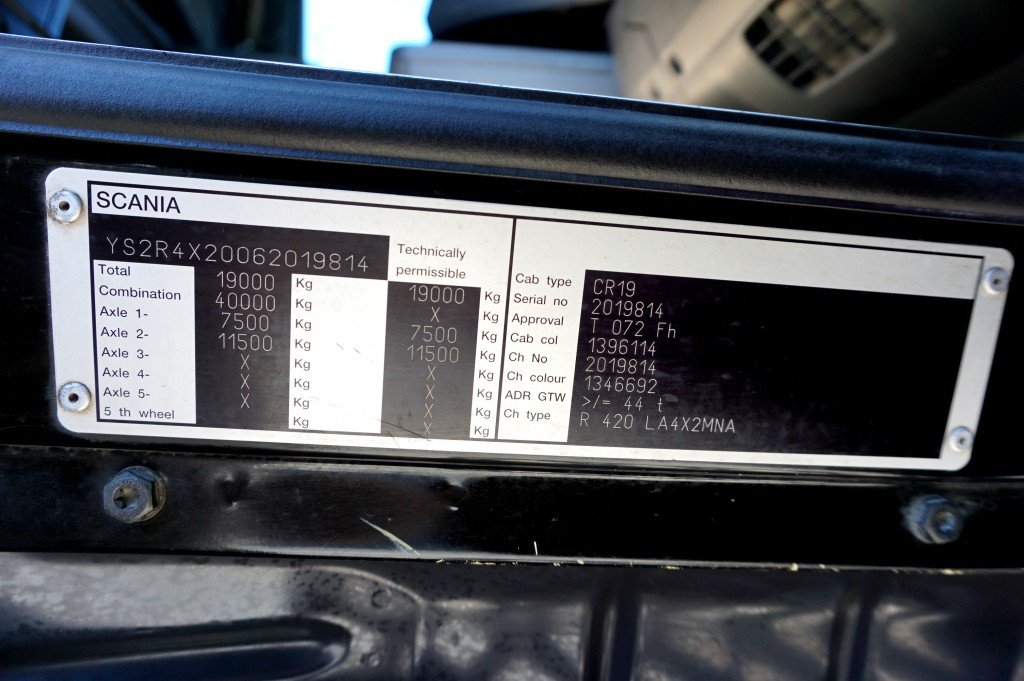 SCANIA
YS2R4X20062019814
Technically
permissible
Total 19000 Kg 19000 Kg
Combination 40000 Kg X Kg
Axle 1- 7500 Kg 7500 Kg
Axle 2- 11500 Kg 11500 Kg
Axle 3- X Kg X Kg
Axle 4- X Kg X Kg
Axle 5- X Kg X Kg
5 th wheel Kg X Kg
Cab type CR19
Serial no 2019814
Approval T 072 Fh
Cab col 1396114
Ch No 2019814
Ch colour 1346692
ADR GTW >/= 44 t
Ch type R 420 LA4X2MNA